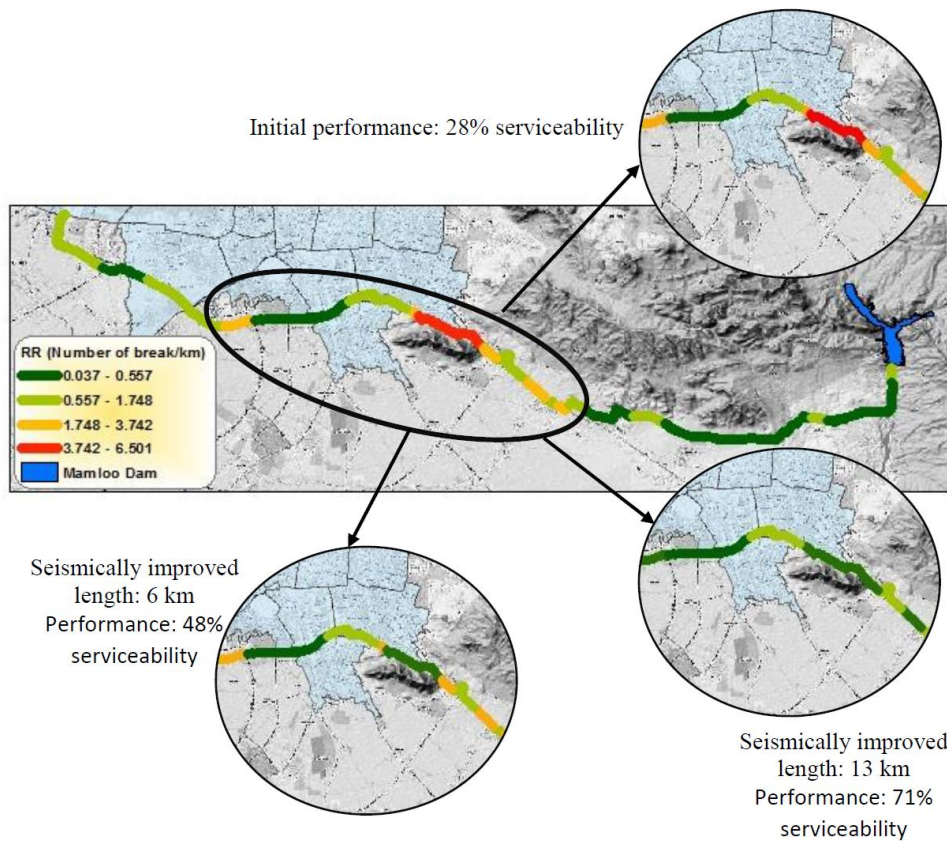 Initial performance: 28% serviceability
RR (Number of break/km)
0.037 - 0.557
0.557 - 1.748
1.748 - 3.742
3.742 - 6.501
Mamloo Dam
Seismically improved
length: 6 km
Performance: 48%
serviceability
Seismically improved
length: 13 km
Performance: 71%
serviceability